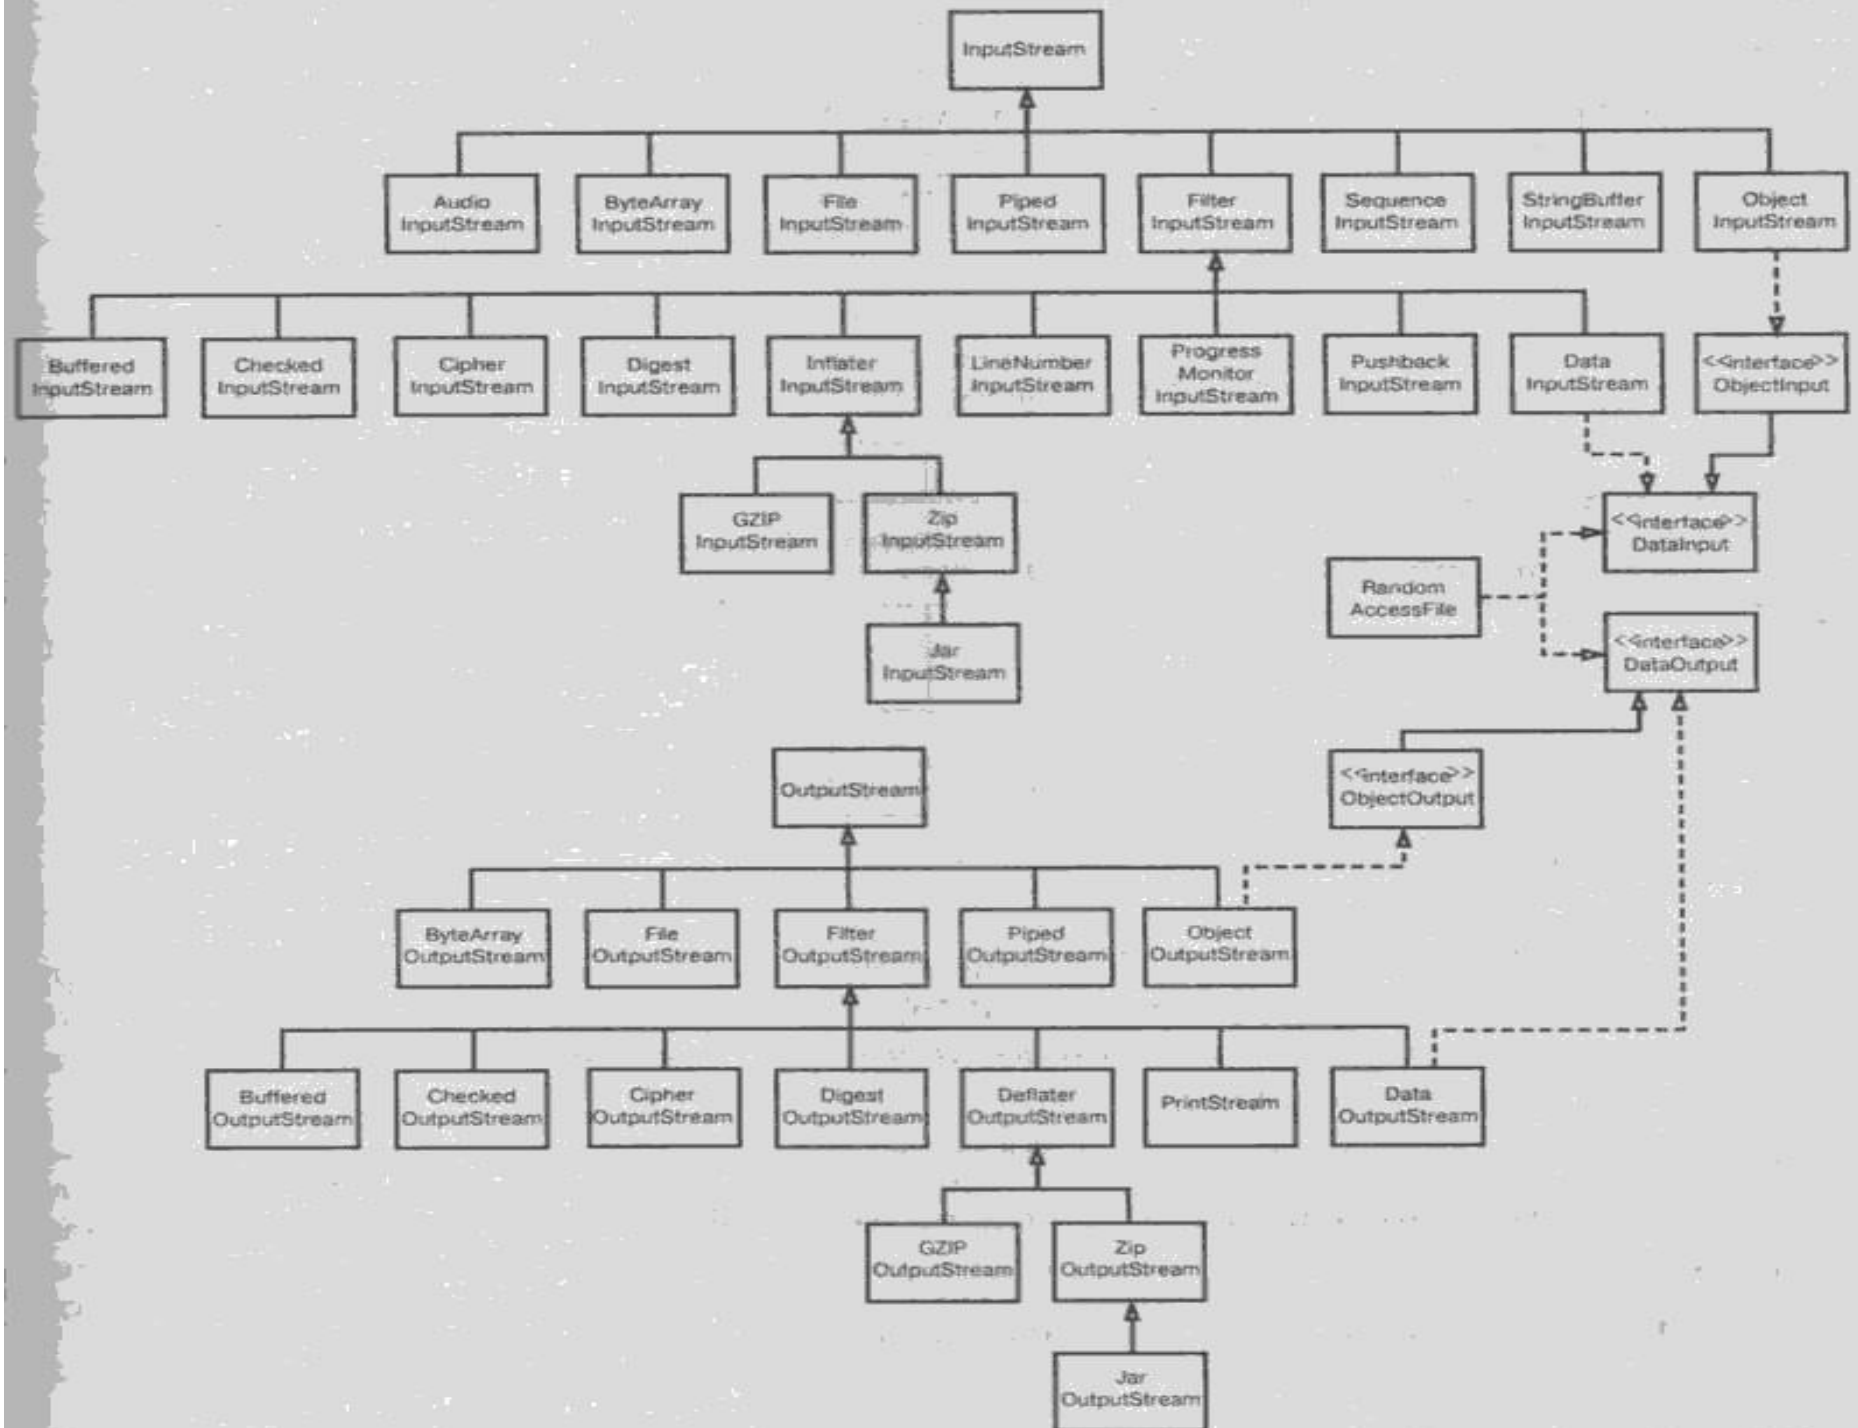 InputStream
Audio
InputStream
ByteArray
InputStream
File
InputStream
Piped
InputStream
Filter
InputStream
Sequence
InputStream
StringBuffer
InputStream
Object
InputStream
Buffered
InputStream
Checked
InputStream
Cipher
InputStream
Digest
InputStream
Inflater
InputStream
LineNumber
InputStream
Progress
Monitor
InputStream
Pushback
InputStream
Data
InputStream
<<interface>>
ObjectInput
GZIP
InputStream
Zip
InputStream
<<interface>>
DataInput
Random
AccessFile
Jar
InputStream
<<interface>>
DataOutput
OutputStream
<<interface>>
ObjectOutput
ByteArray
OutputStream
File
OutputStream
Filter
OutputStream
Piped
OutputStream
Object
OutputStream
Buffered
OutputStream
Checked
OutputStream
Cipher
OutputStream
Digest
OutputStream
Deflater
OutputStream
PrintStream
Data
OutputStream
GZIP
OutputStream
Zip
OutputStream
Jar
OutputStream